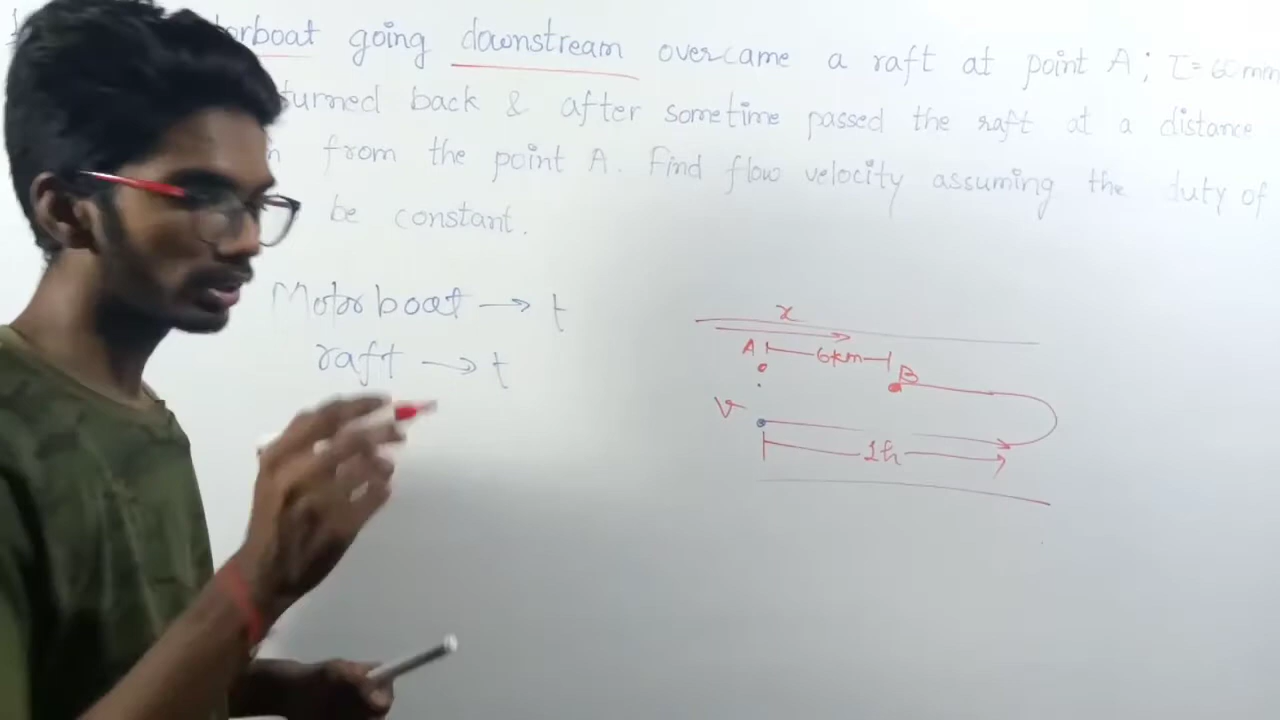 orboat going downstream overcame a raft at point A; τ = 60 min
turned back & after sometime passed the raft at a distance
from the point A. Find flow velocity assuming the duty of
be constant.
Motorboat → t
raft → t
x
A 6km B
V
1h